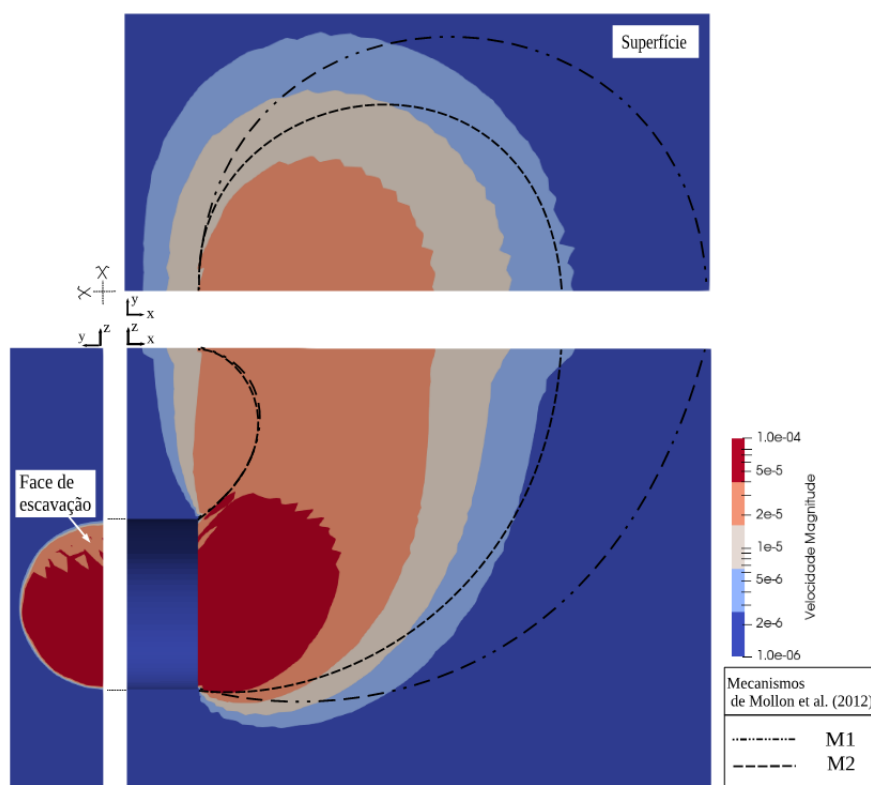 Superfície
y
x
y
z
z
x
Face de
escavação
1.0e-04
5e-5
2e-5
1e-5
5e-6
2e-6
1.0e-06
Velocidade Magnitude
Mecanismos
de Mollon et al. (2012)
M1
M2